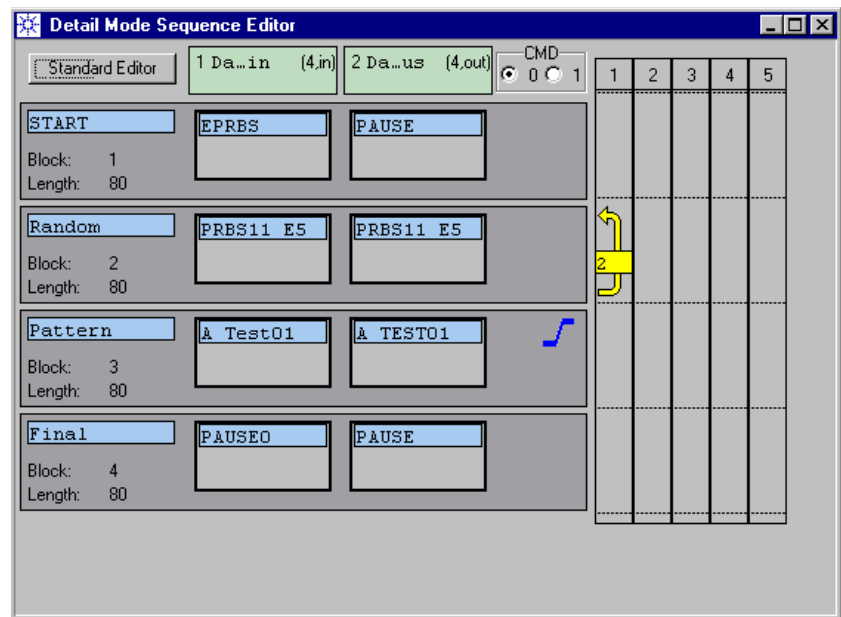 Detail Mode Sequence Editor
Standard Editor
1 Da…in (4,in)
2 Da…us (4,out)
CMD
0 1
1 2 3 4 5
START
EPRBS
PAUSE
Block: 1
Length: 80
Random
PRBS11 E5
PRBS11 E5
2
Block: 2
Length: 80
Pattern
A Test01
A TEST01
Block: 3
Length: 80
Final
PAUSE0
PAUSE
Block: 4
Length: 80